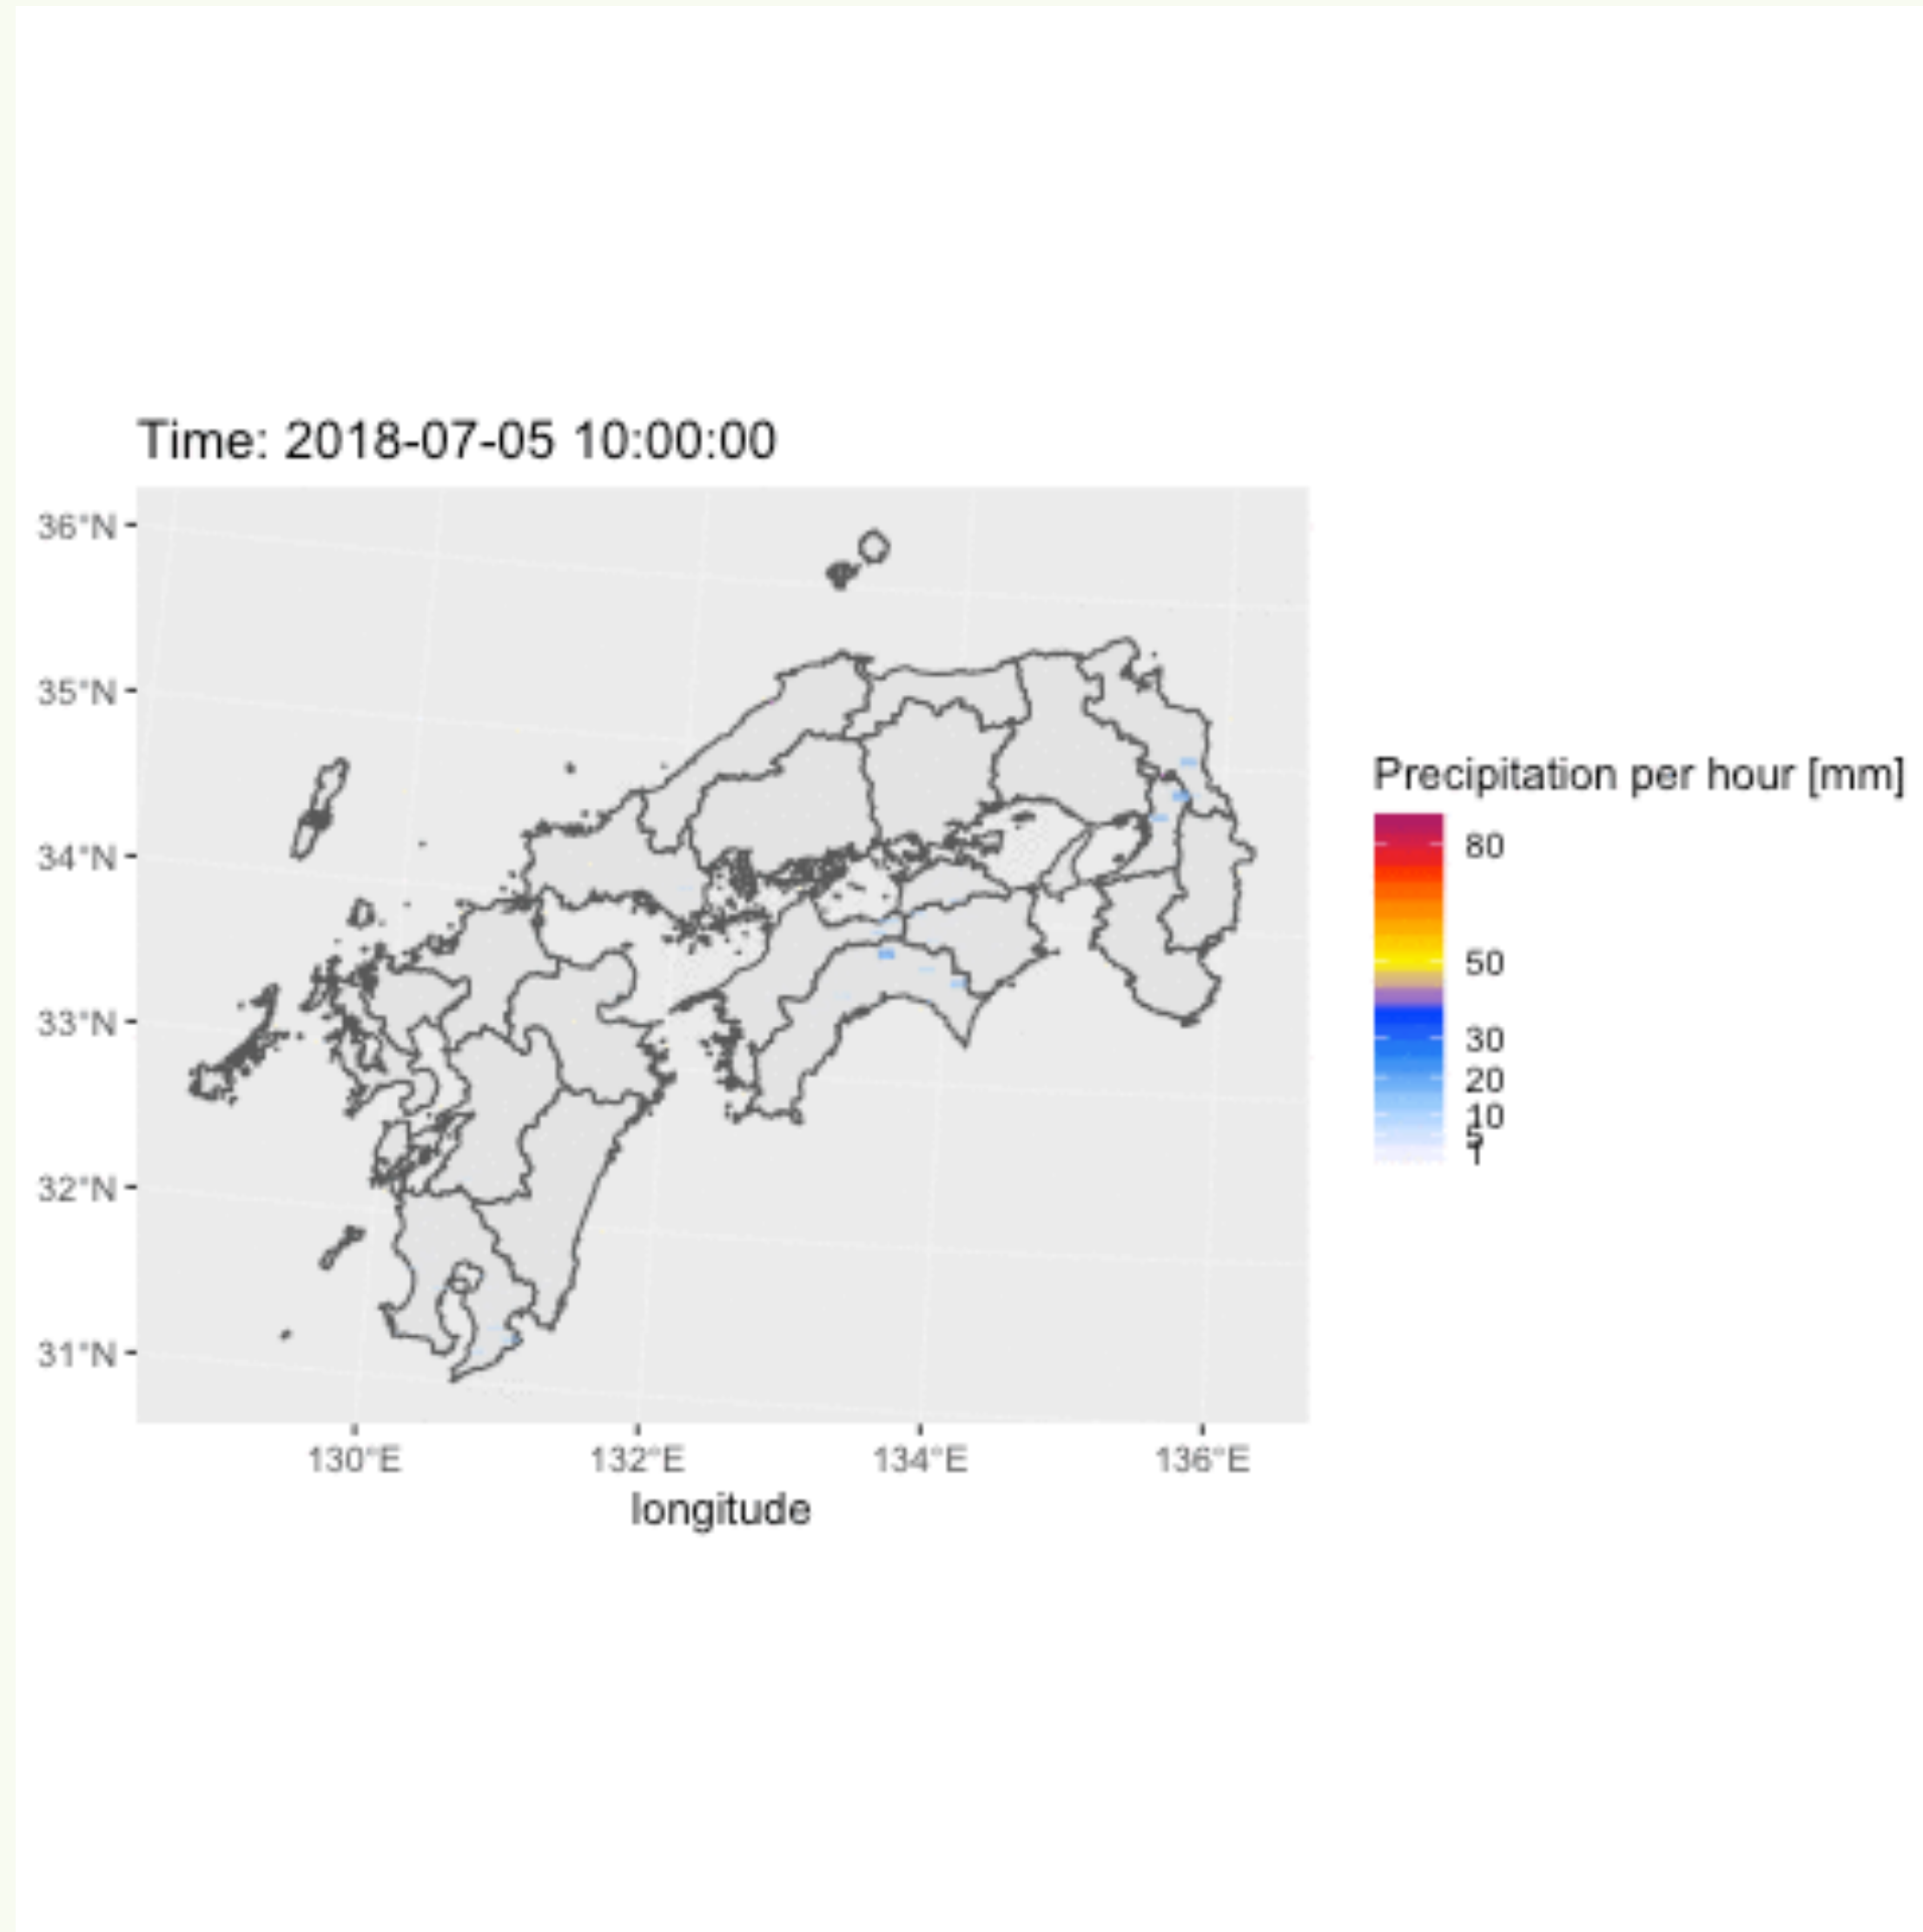 Time: 2018-07-05 10:00:00
36°N
35°N
34°N
33°N
32°N
31°N
130°E 132°E 134°E 136°E
longitude
Precipitation per hour [mm]
80
50
30
20
10
5
1